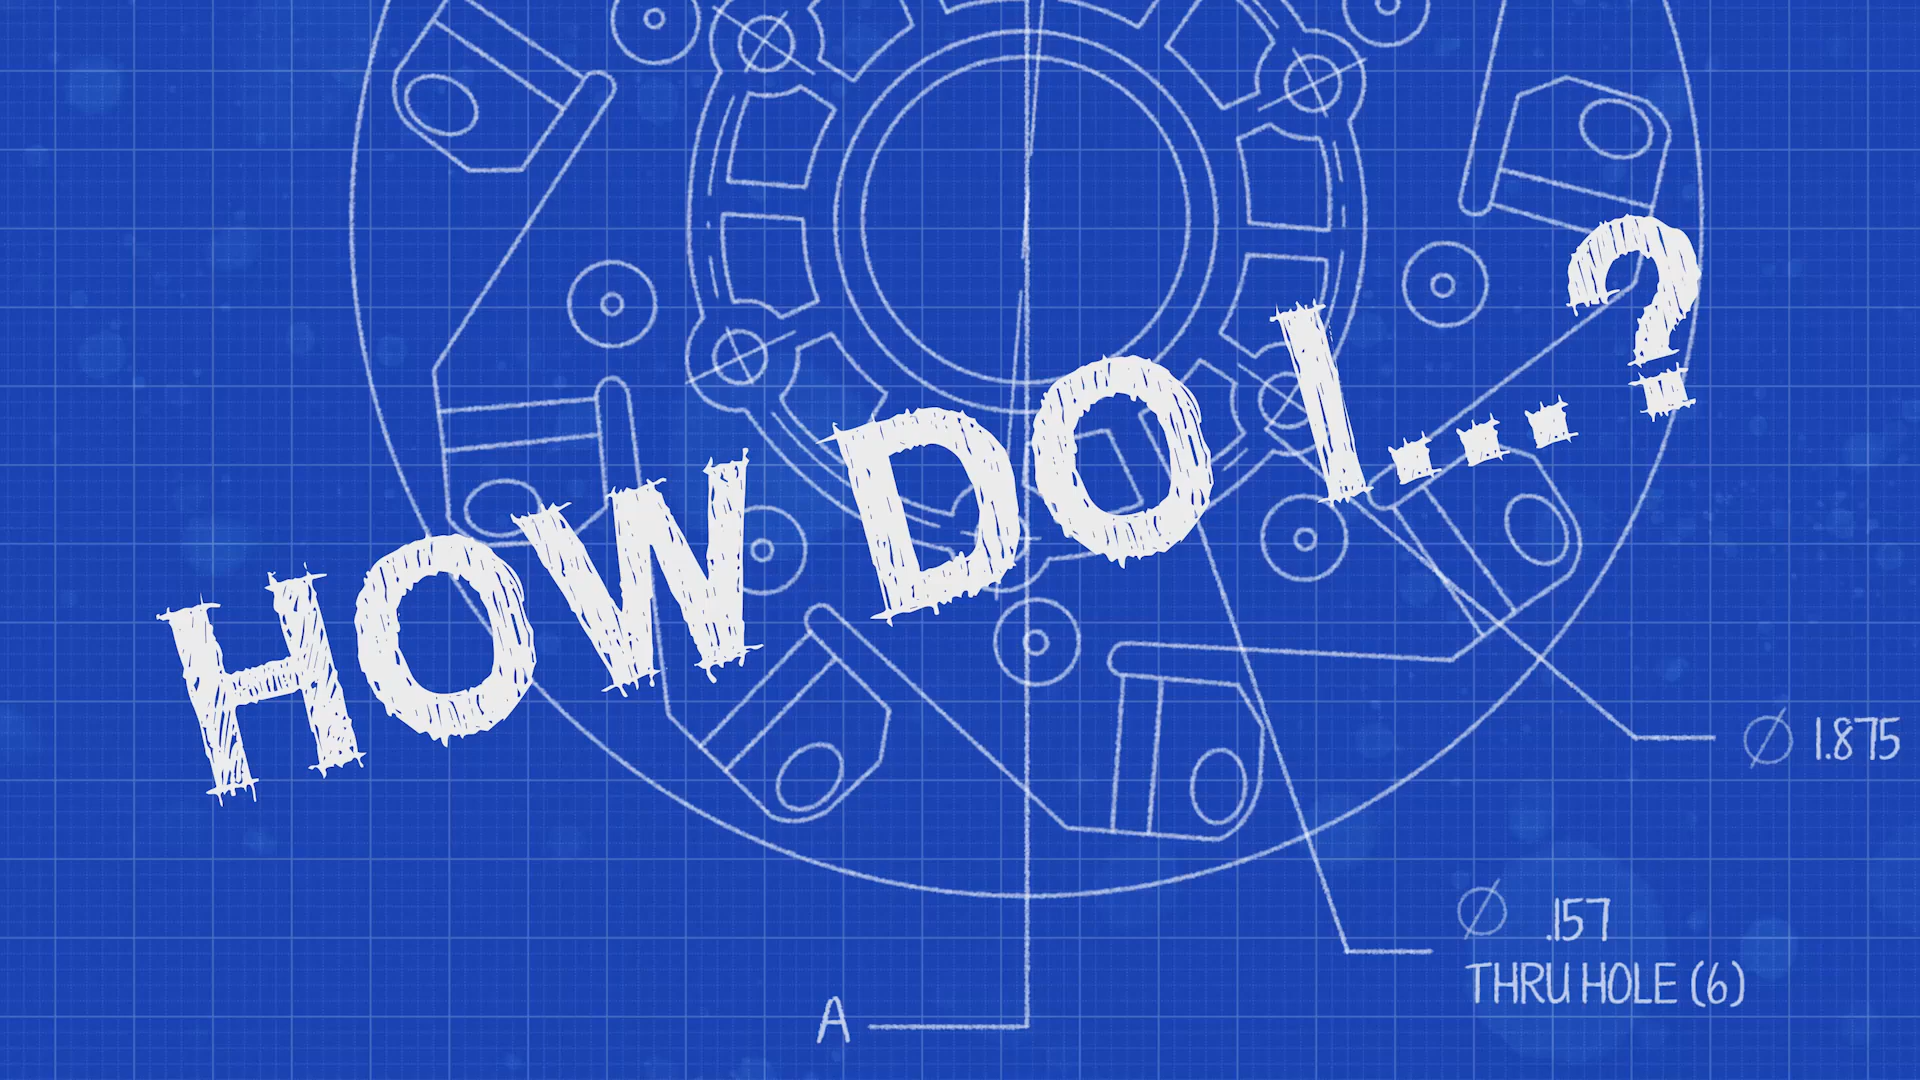 HOW DO I...?
Ø 1.875
Ø .157
THRU HOLE (6)
A